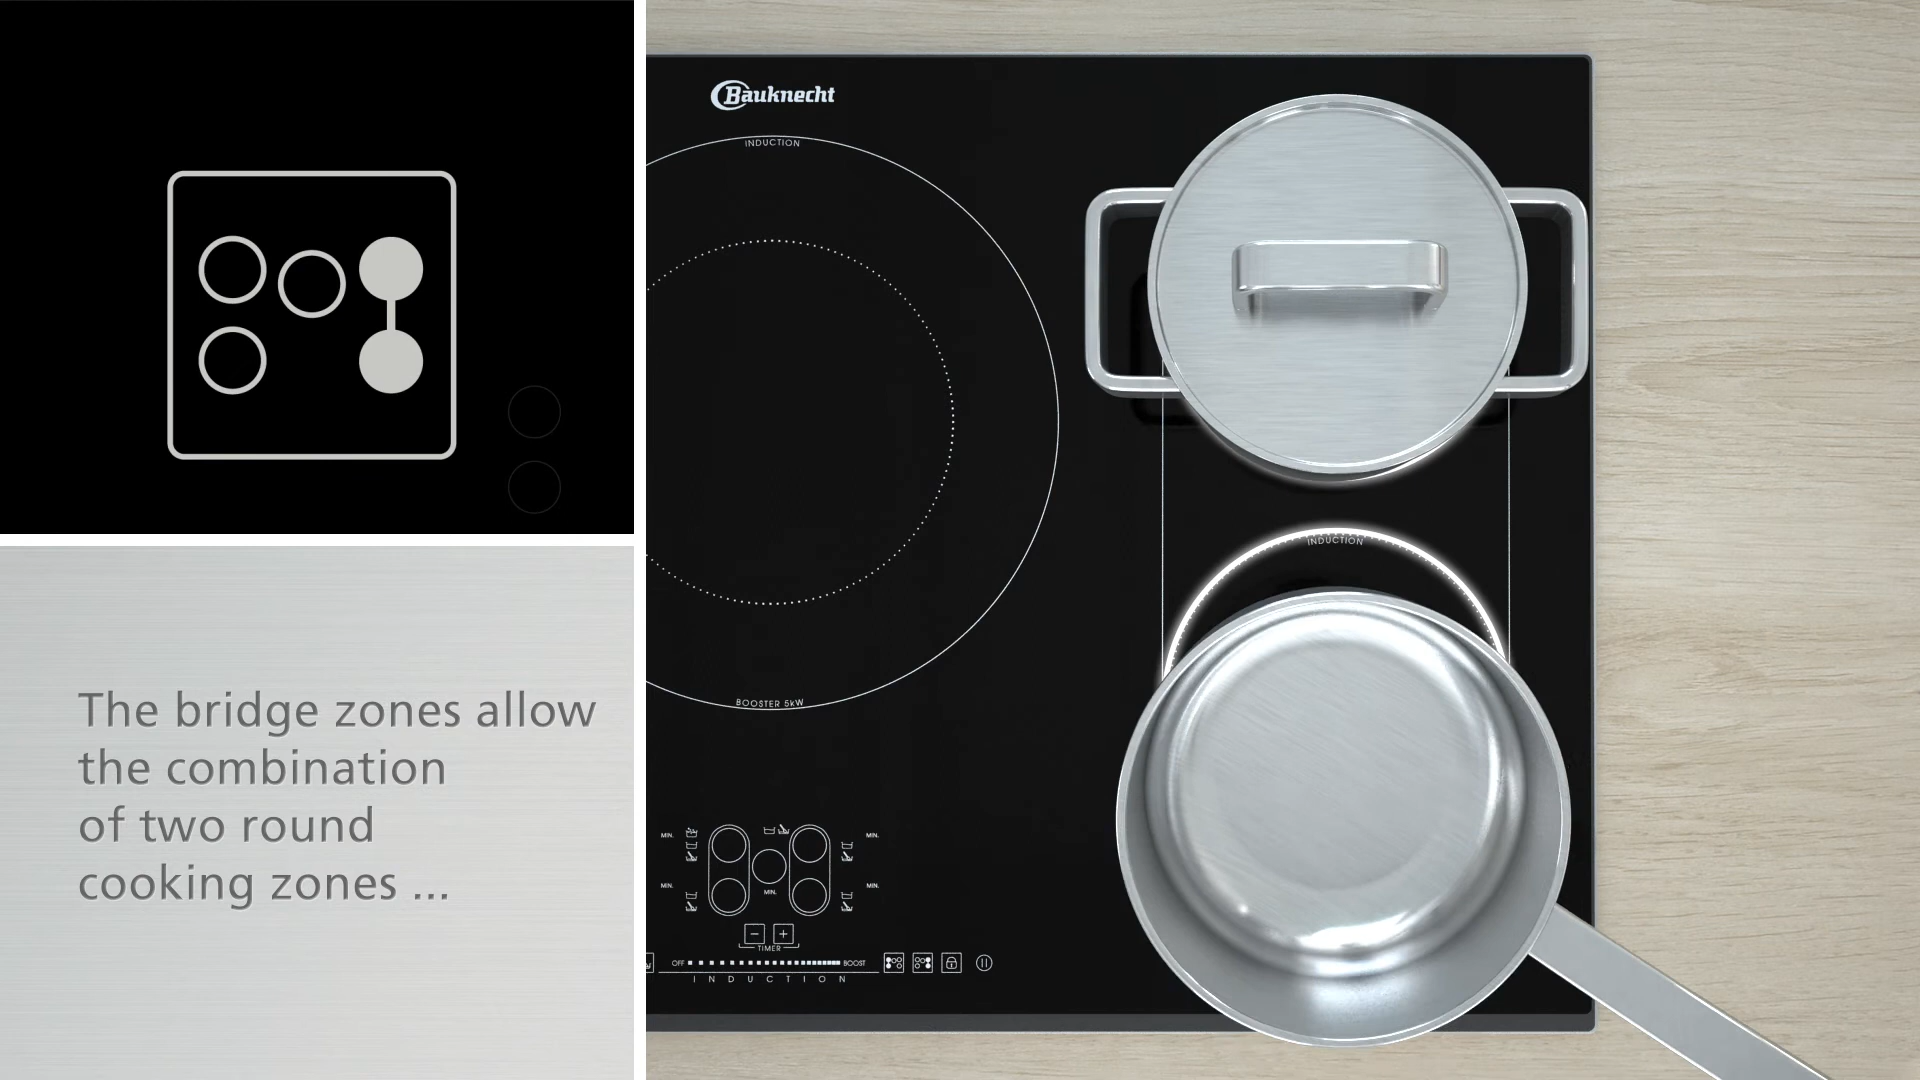 The bridge zones allow
the combination
of two round
cooking zones ...
Bauknecht
INDUCTION
INDUCTION
BOOSTER 5kW
MIN. MIN.
MIN. MIN. MIN.
− +
TIMER
OFF BOOST
INDUCTION